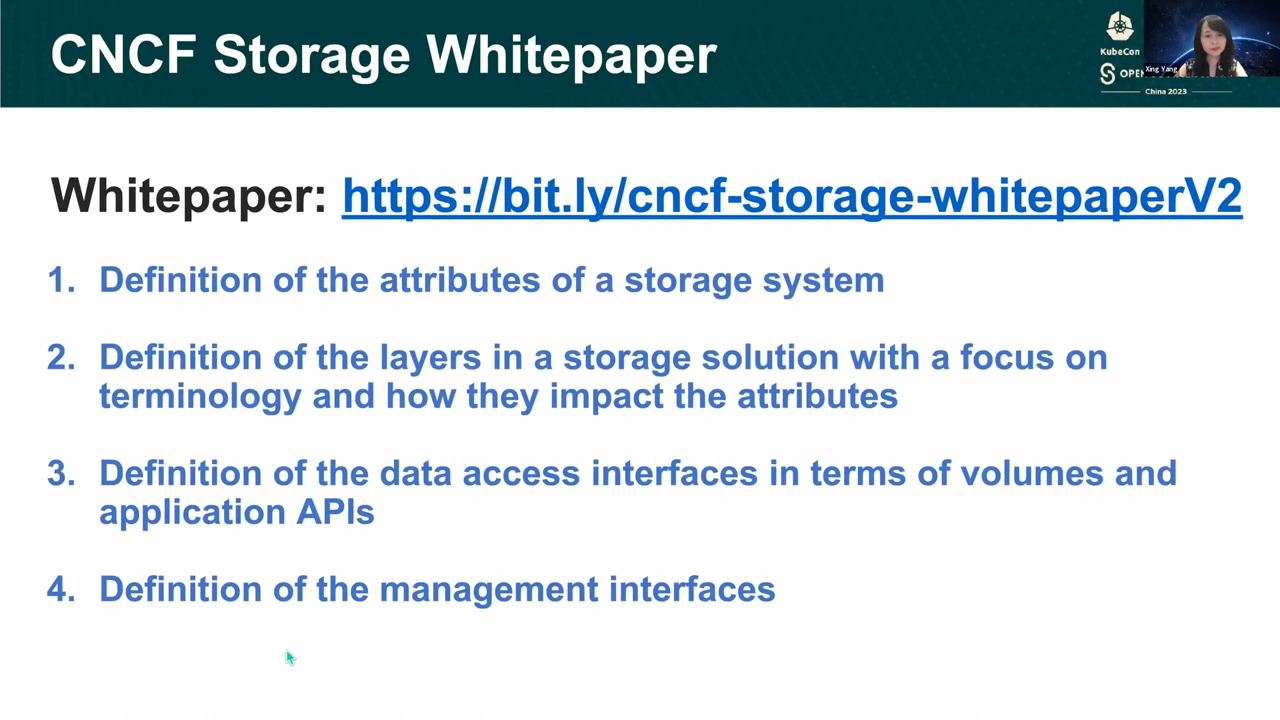 CNCF Storage Whitepaper
KubeCon
OPEN
China 2023
Xing Yang
Whitepaper: https://bit.ly/cncf-storage-whitepaperV2
1. Definition of the attributes of a storage system
2. Definition of the layers in a storage solution with a focus on
terminology and how they impact the attributes
3. Definition of the data access interfaces in terms of volumes and
application APIs
4. Definition of the management interfaces